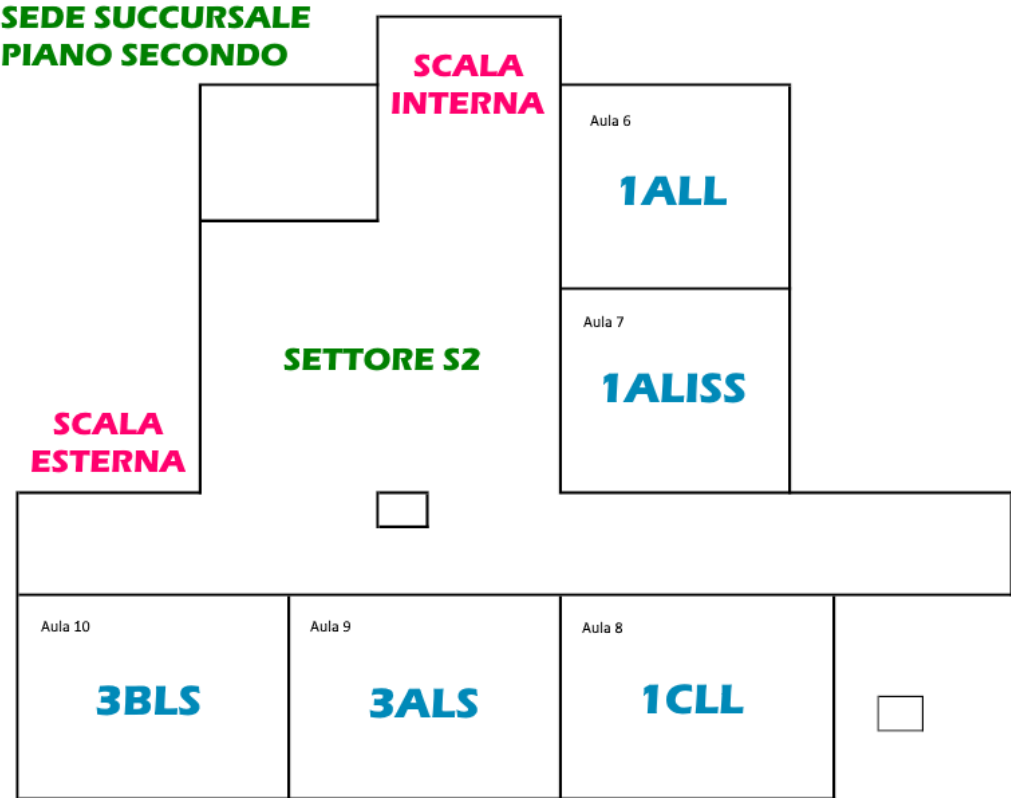 SEDE SUCCURSALE
PIANO SECONDO
SCALA
INTERNA
Aula 6
1ALL
Aula 7
1ALISS
SETTORE S2
SCALA
ESTERNA
Aula 10
3BLS
Aula 9
3ALS
Aula 8
1CLL